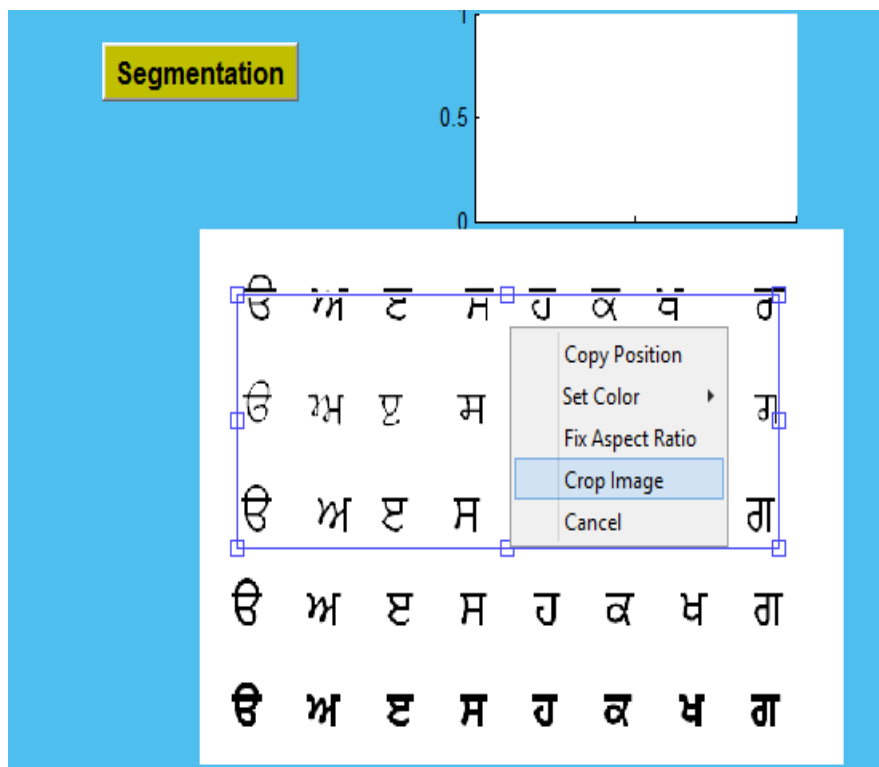 1
Segmentation
0.5
0
ੳ ਅ ੲ ਸ ਹ ਕ ਖ ਗ
ੳ ਅ ੲ ਸ ਗ
ੳ ਅ ੲ ਸ ਗ
Copy Position
Set Color
Fix Aspect Ratio
Crop Image
Cancel
ੳ ਅ ੲ ਸ ਹ ਕ ਖ ਗ
ੳ ਅ ੲ ਸ ਹ ਕ ਖ ਗ